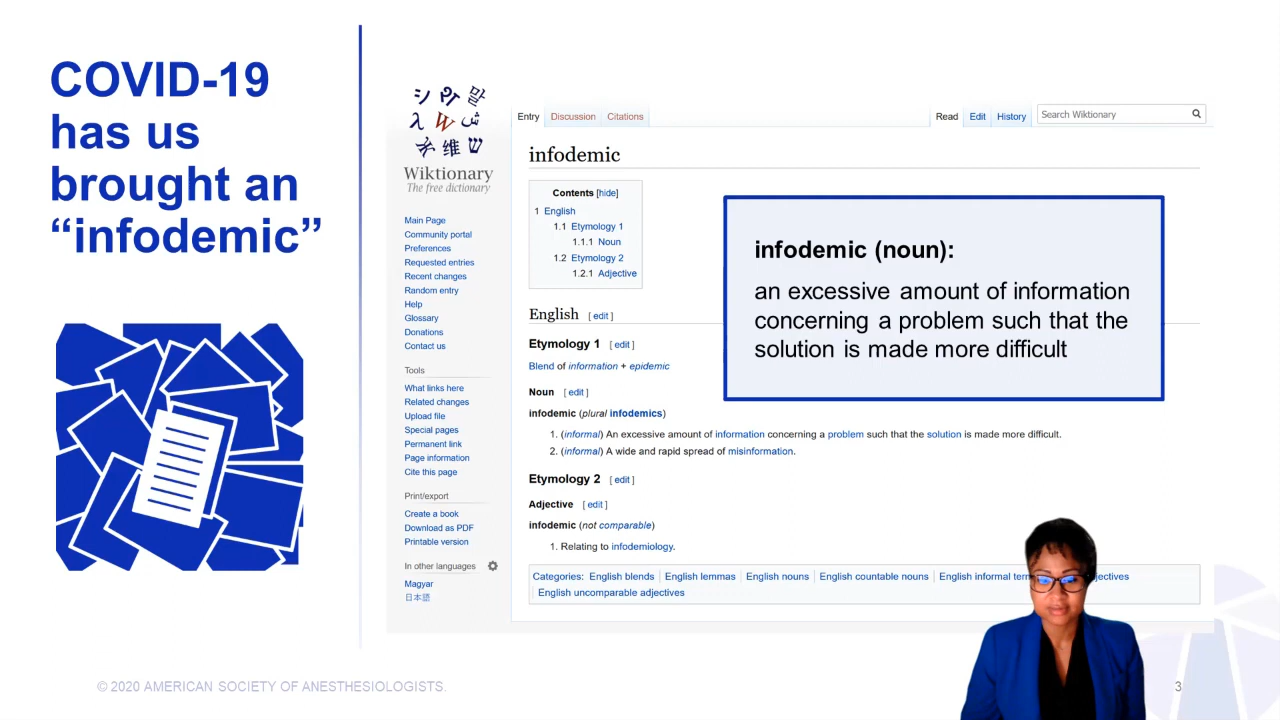 COVID-19
has us
brought an
“infodemic”
シ
ウィ
말
入
W
ش
维
Wiktionary
The free dictionary
Main Page
Community portal
Preferences
Requested entries
Recent changes
Random entry
Help
Glossary
Donations
Contact us
Tools
What links here
Related changes
Upload file
Special pages
Permanent link
Page information
Cite this page
Print/export
Create a book
Download as PDF
Printable version
In other languages
Magyar
日本語
Entry Discussion Citations
Read Edit History Search Wiktionary
infodemic
Contents [hide]
1 English
1.1 Etymology 1
1.1.1 Noun
1.2 Etymology 2
1.2.1 Adjective
English [ edit ]
Etymology 1 [ edit ]
Blend of information + epidemic
Noun [ edit ]
infodemic (plural infodemics)
1. (informal) An excessive amount of information concerning a problem such that the solution is made more difficult.
2. (informal) A wide and rapid spread of misinformation.
Etymology 2 [ edit ]
Adjective [ edit ]
infodemic (not comparable)
1. Relating to infodemiology.
Categories: English blends English lemmas English nouns English countable nouns English informal
English uncomparable adjectives
infodemic (noun):
an excessive amount of information
concerning a problem such that the
solution is made more difficult
© 2020 AMERICAN SOCIETY OF ANESTHESIOLOGISTS.
3